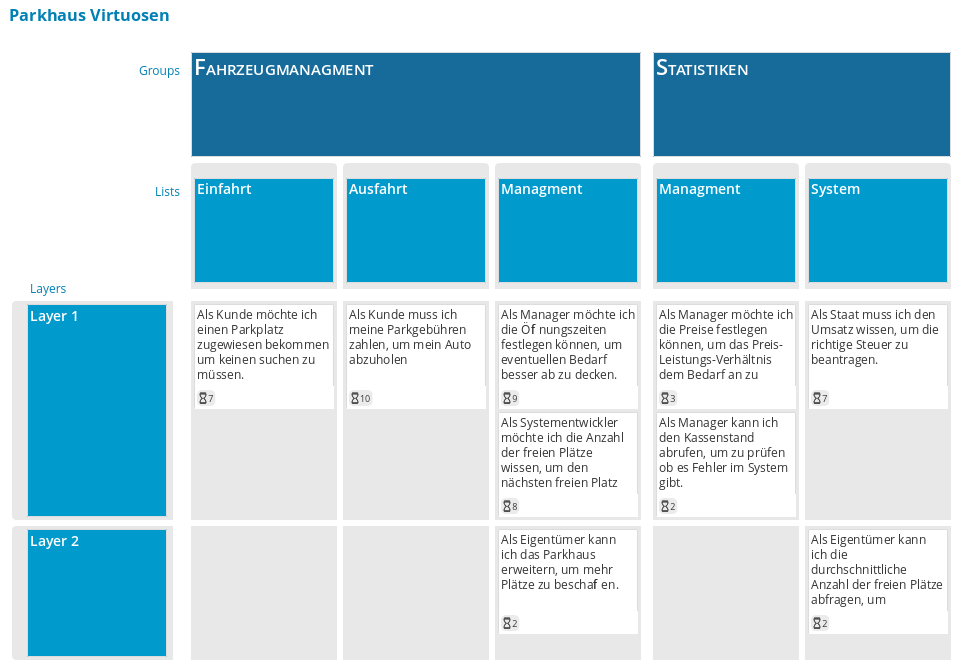 Parkhaus Virtuosen
Groups
FAHRZEUGMANAGMENT
STATISTIKEN
Lists
Einfahrt
Ausfahrt
Managment
Managment
System
Layers
Layer 1
Als Kunde möchte ich
einen Parkplatz
zugewiesen bekommen
um keinen suchen zu
müssen.
7
Als Kunde muss ich
meine Parkgebühren
zahlen, um mein Auto
abzuholen
10
Als Manager möchte ich
die Öf nungszeiten
festlegen können, um
eventuellen Bedarf
besser ab zu decken.
9
Als Manager möchte ich
die Preise festlegen
können, um das Preis-
Leistungs-Verhältnis
dem Bedarf an zu
3
Als Staat muss ich den
Umsatz wissen, um die
richtige Steuer zu
beantragen.
7
Als Systementwickler
möchte ich die Anzahl
der freien Plätze
wissen, um den
nächsten freien Platz
8
Als Manager kann ich
den Kassenstand
abrufen, um zu prüfen
ob es Fehler im System
gibt.
2
Layer 2
Als Eigentümer kann
ich das Parkhaus
erweitern, um mehr
Plätze zu beschaf en.
2
Als Eigentümer kann
ich die
durchschnittliche
Anzahl der freien Plätze
abfragen, um
2